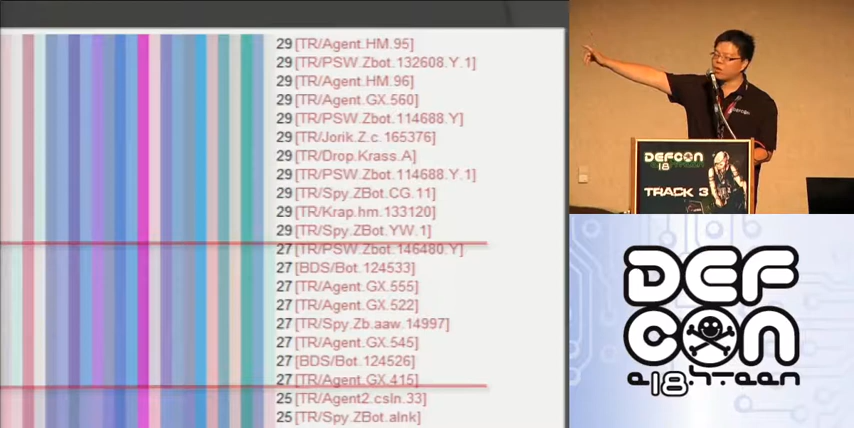 29 [TR/Agent.HM.95]
29 [TR/PSW.Zbot.132608.Y.1]
29 [TR/Agent.HM.96]
29 [TR/Agent.GX.560]
29 [TR/PSW.Zbot.114688.Y]
29 [TR/Jorik.Z.c.165376]
29 [TR/Drop.Krass.A]
29 [TR/PSW.Zbot.114688.Y.1]
29 [TR/Spy.ZBot.CG.11]
29 [TR/Krap.hm.133120]
29 [TR/Spy.ZBot.YW.1]
27 [TR/PSW.Zbot.146480.Y]
27 [BDS/Bot.124533]
27 [TR/Agent.GX.555]
27 [TR/Agent.GX.522]
27 [TR/Spy.Zb.aaw.14997]
27 [TR/Agent.GX.545]
27 [BDS/Bot.124526]
27 [TR/Agent.GX.415]
25 [TR/Agent2.csln.33]
25 [TR/Spy.ZBot.alnk]
DEFCON
18
TRACK 3
DEF
CON
e18hteen